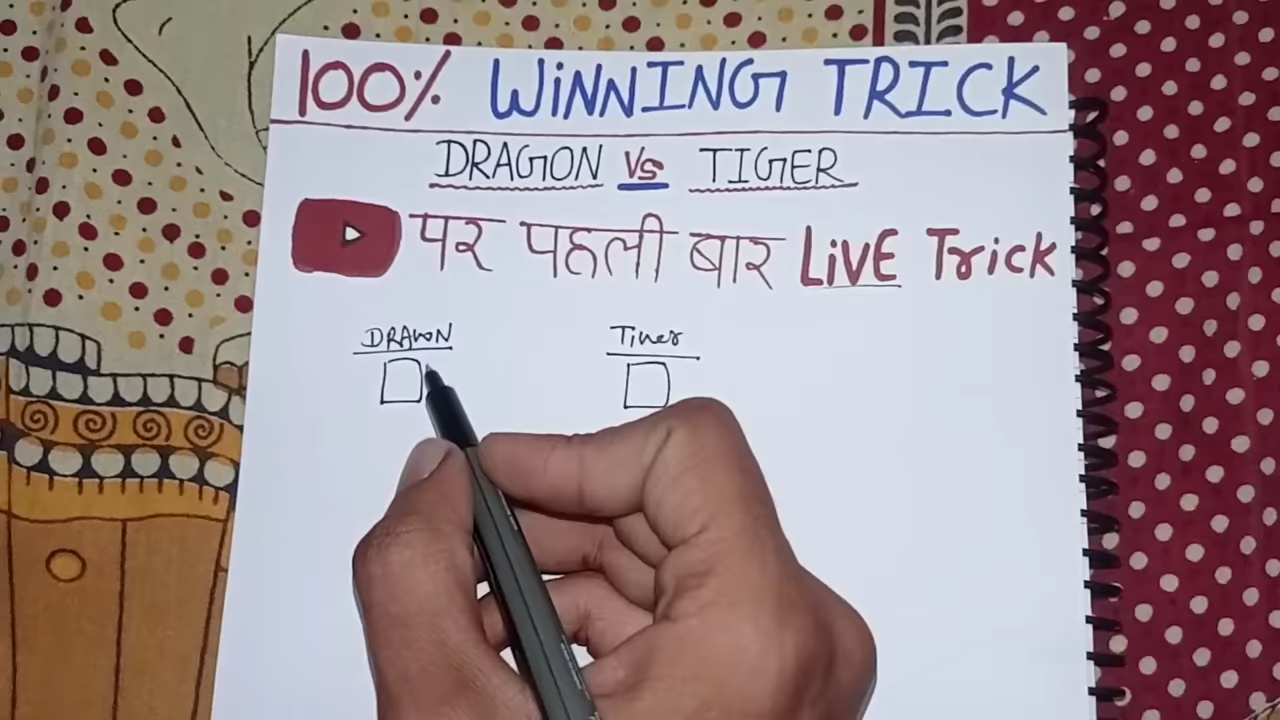 100% WINNING TRICK
DRAGON Vs TIGER
पर पहली बार LIVE Trick
DRAGON Tiger